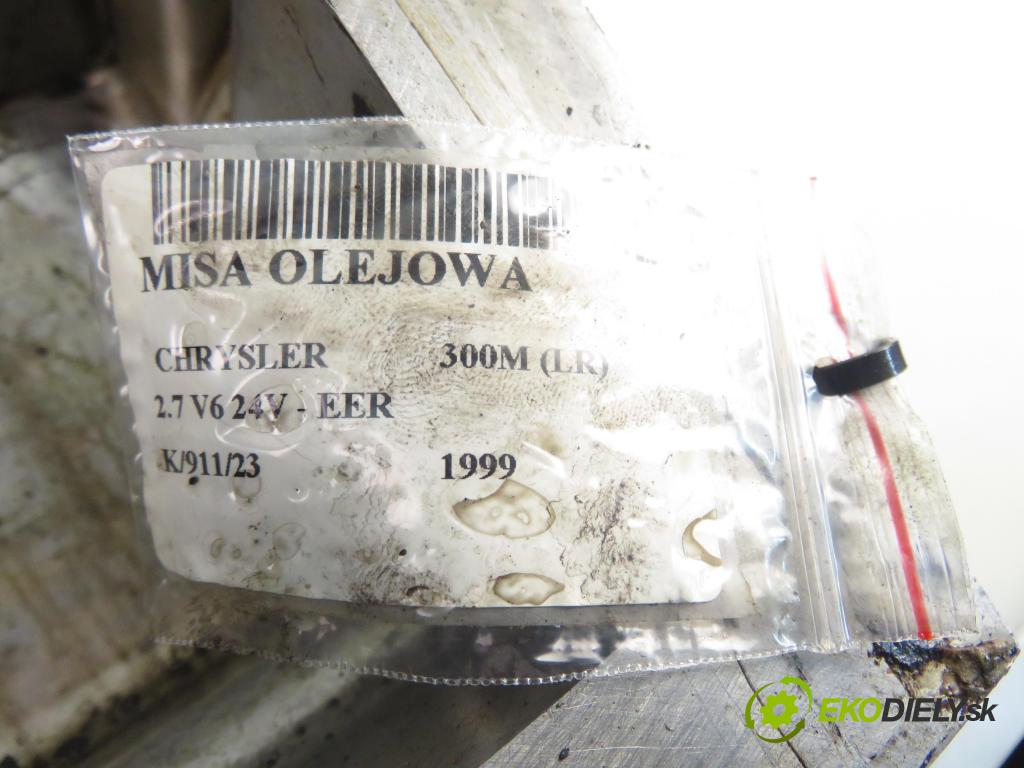 MISA OLEJOWA
CHRYSLER 300M (LR)
2.7 V6 24V - EER
K/911/23 1999
EKODIELY.sk